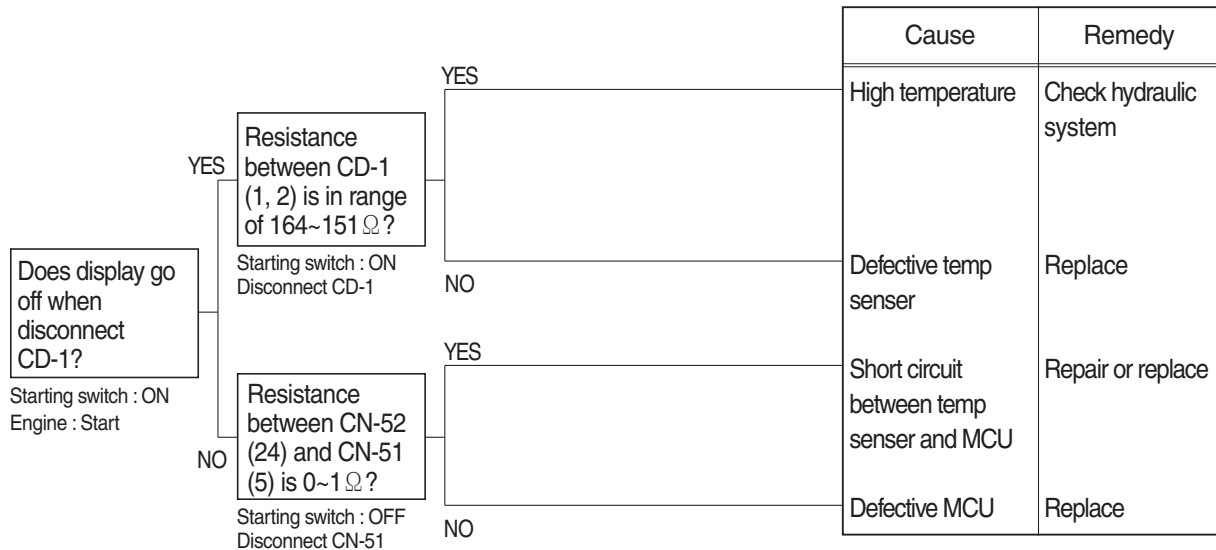 Does display go
off when
disconnect
CD-1?
Starting switch : ON
Engine : Start
YES
Resistance
between CD-1
(1, 2) is in range
of 164~151Ω?
Starting switch : ON
Disconnect CD-1
NO
Resistance
between CN-52
(24) and CN-51
(5) is 0~1Ω?
Starting switch : OFF
Disconnect CN-51
YES
NO
YES
NO
Cause Remedy
High temperature Check hydraulic
system
Defective temp Replace
senser
Short circuit Repair or replace
between temp
senser and MCU
Defective MCU Replace